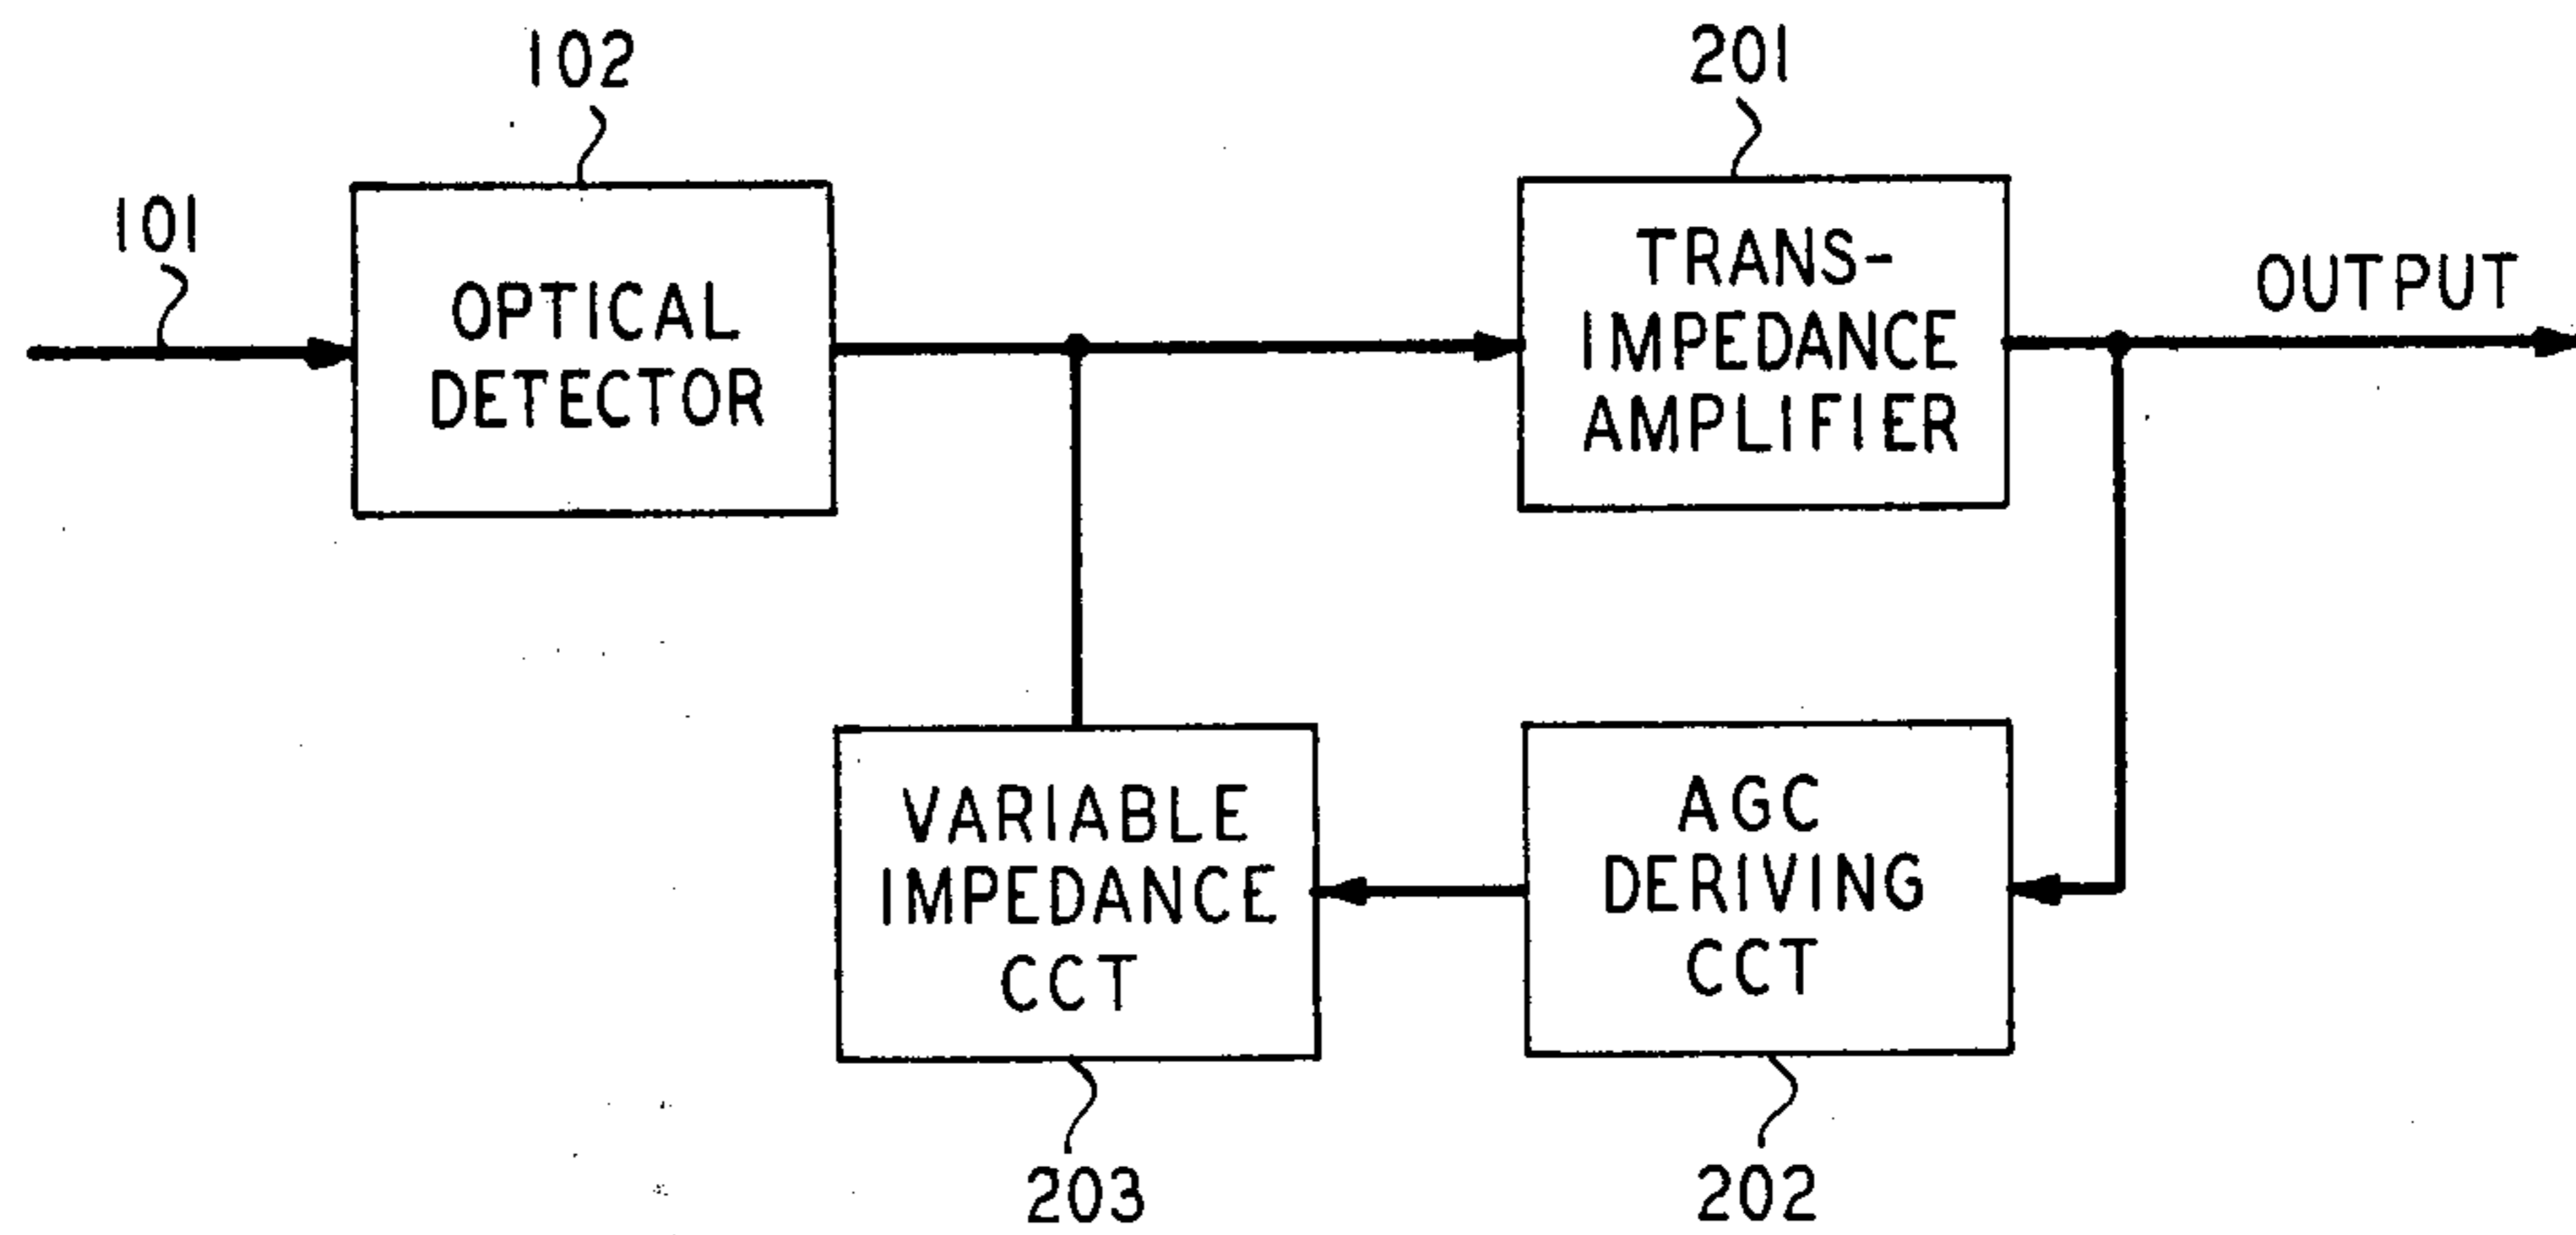 102
201
101
OPTICAL
DETECTOR
TRANS-
IMPEDANCE
AMPLIFIER
OUTPUT
VARIABLE
IMPEDANCE
CCT
AGC
DERIVING
CCT
203
202